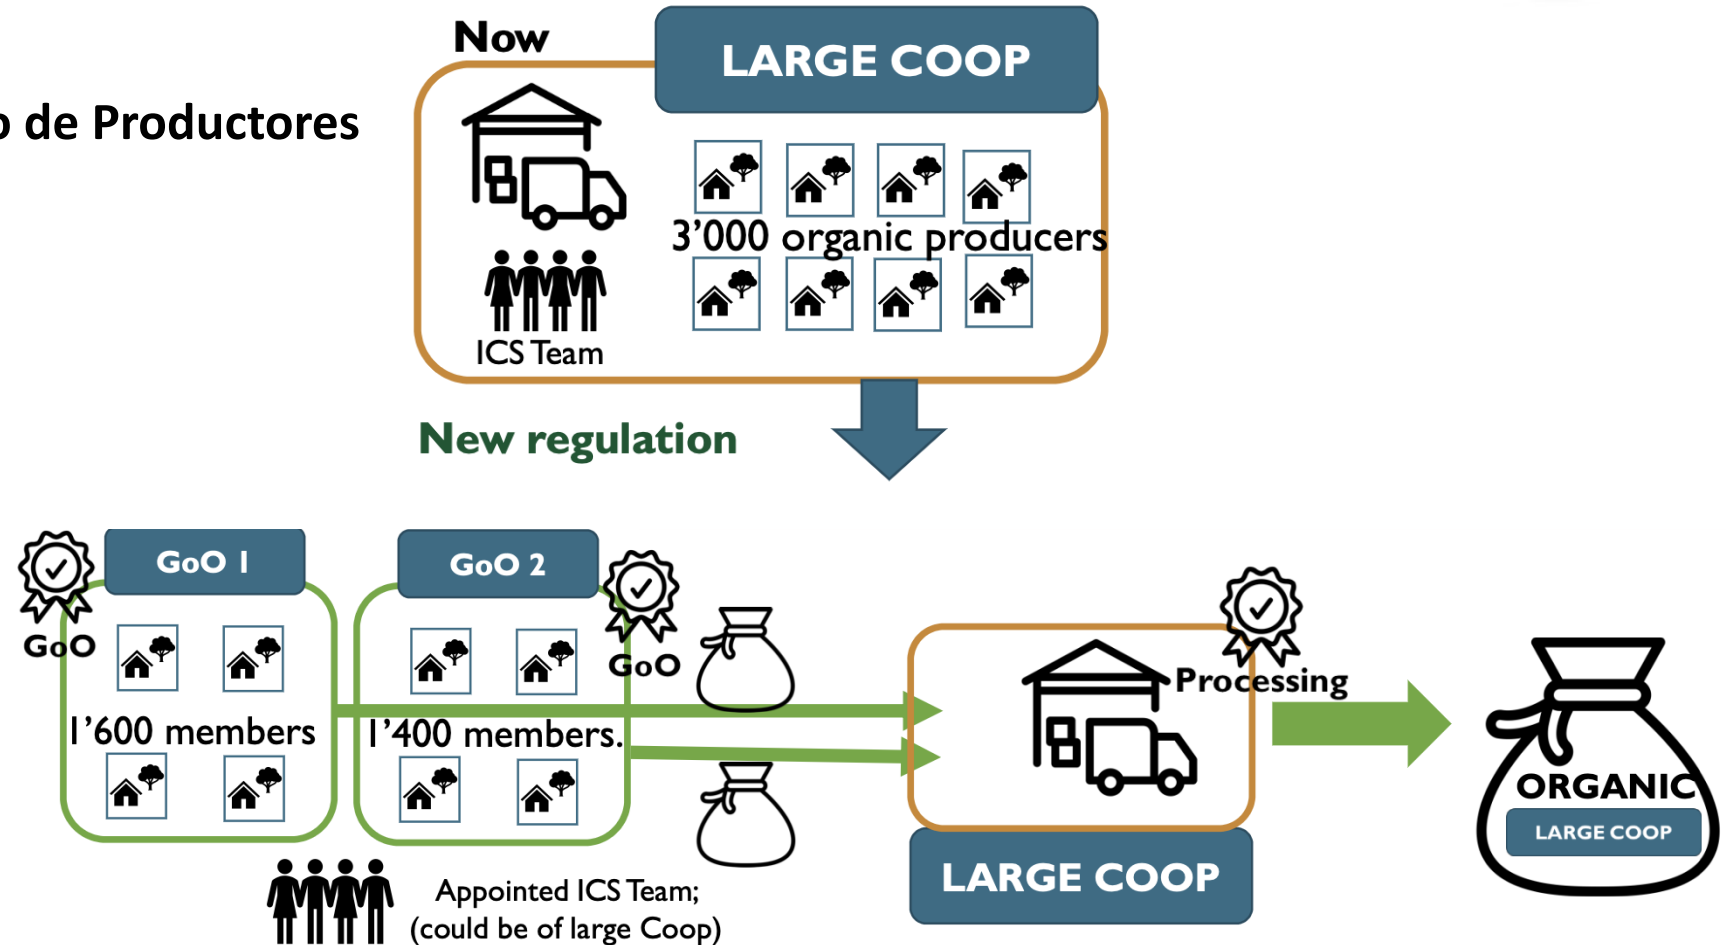 Now
LARGE COOP
o de Productores
3’000 organic producers
ICS Team
New regulation
GoO 1
GoO 2
GoO
GoO
Processing
1’600 members
1’400 members.
ORGANIC
LARGE COOP
LARGE COOP
Appointed ICS Team;
(could be of large Coop)